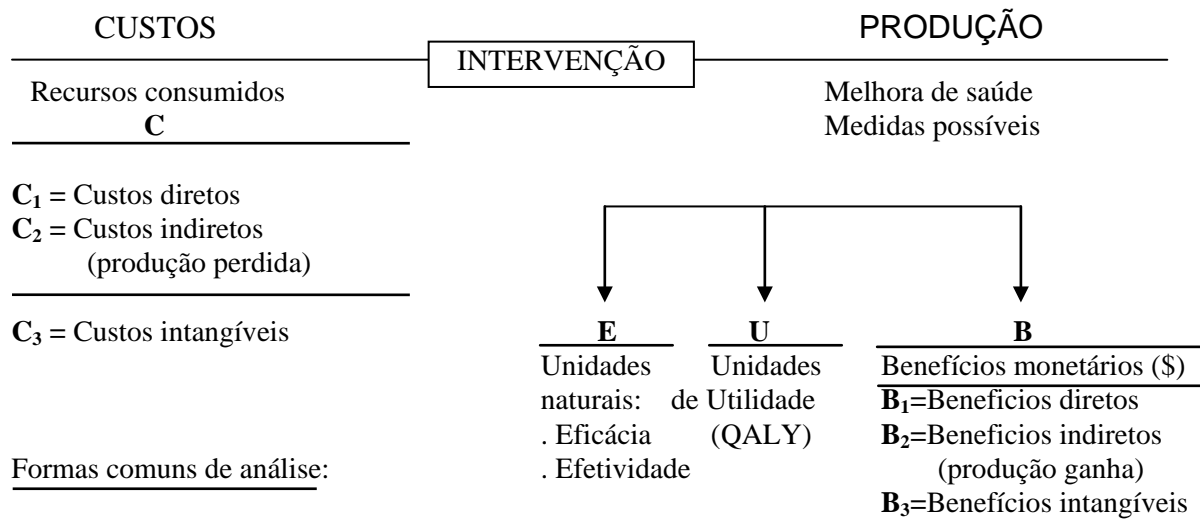 CUSTOS
PRODUÇÃO
INTERVENÇÃO
Recursos consumidos
C
Melhora de saúde
Medidas possíveis
C₁ = Custos diretos
C₂ = Custos indiretos
(produção perdida)
C₃ = Custos intangíveis
E
Unidades
naturais:
. Eficácia
. Efetividade
U
Unidades
de Utilidade
(QALY)
B
Benefícios monetários ($)
B₁=Beneficios diretos
B₂=Beneficios indiretos
(produção ganha)
B₃=Benefícios intangíveis
Formas comuns de análise: